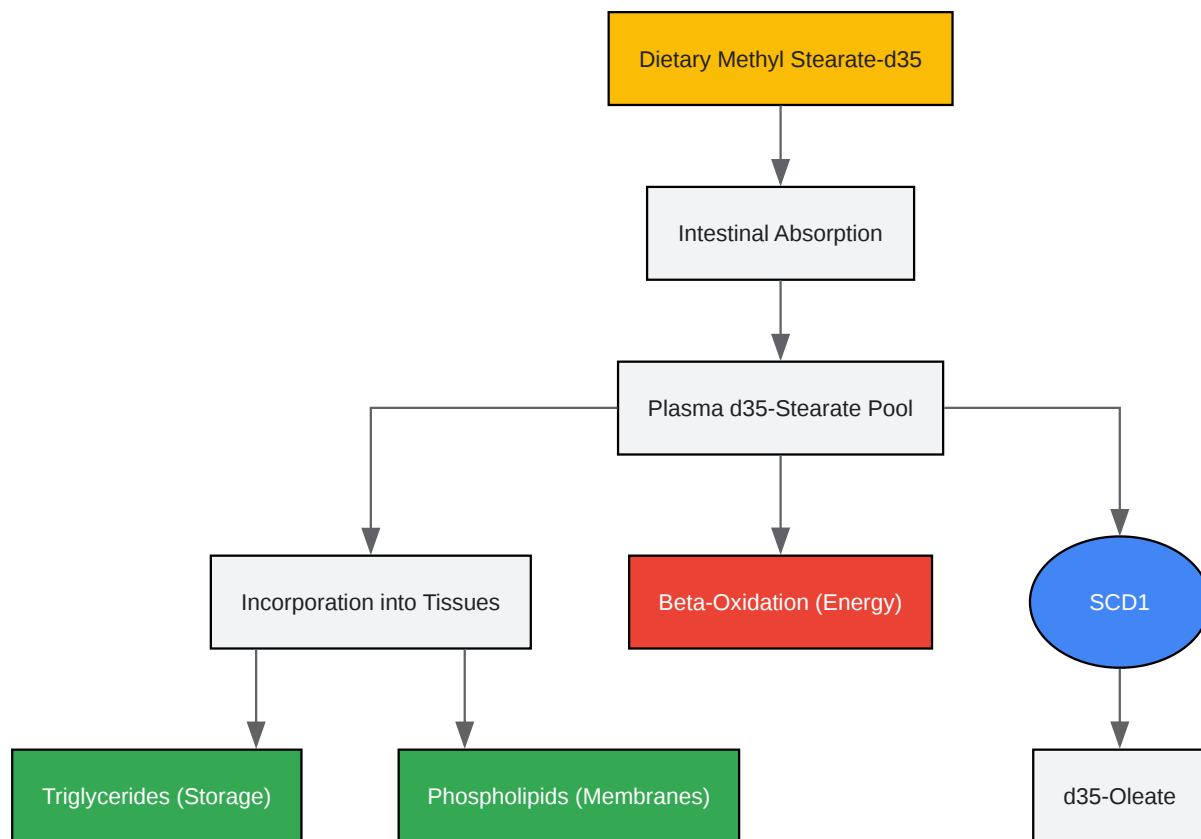 Dietary Methyl Stearate-d35
Intestinal Absorption
Plasma d35-Stearate Pool
Incorporation into Tissues
Beta-Oxidation (Energy)
SCD1
Triglycerides (Storage)
Phospholipids (Membranes)
d35-Oleate